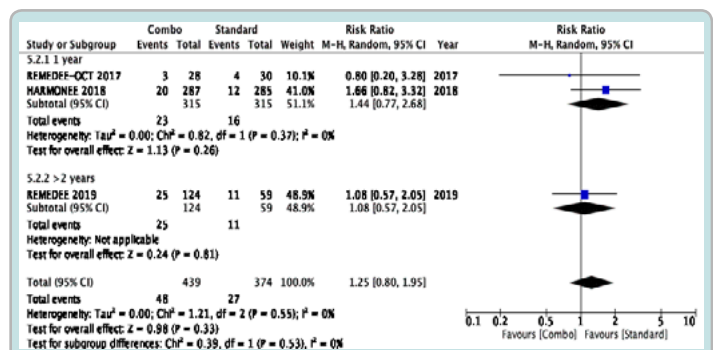 Combo Standard Risk Ratio Risk Ratio
Study or Subgroup Events Total Events Total Weight M-H, Random, 95% CI Year M-H, Random, 95% CI
5.2.1 1 year
REMEDEE-OCT 2017 3 28 4 30 10.1% 0.80 [0.20, 3.28] 2017
HARMONEE 2018 20 287 12 285 41.0% 1.66 [0.82, 3.32] 2018
Subtotal (95% CI) 315 315 51.1% 1.44 [0.77, 2.68]
Total events 23 16
Heterogeneity: Tau² = 0.00; Chi² = 0.82, df = 1 (P = 0.37); I² = 0%
Test for overall effect: Z = 1.13 (P = 0.26)
5.2.2 >2 years
REMEDEE 2019 25 124 11 59 48.9% 1.08 [0.57, 2.05] 2019
Subtotal (95% CI) 124 59 48.9% 1.08 [0.57, 2.05]
Total events 25 11
Heterogeneity: Not applicable
Test for overall effect: Z = 0.24 (P = 0.81)
Total (95% CI) 439 374 100.0% 1.25 [0.80, 1.95]
Total events 48 27
Heterogeneity: Tau² = 0.00; Chi² = 1.21, df = 2 (P = 0.55); I² = 0%
Test for overall effect: Z = 0.98 (P = 0.33)
Test for subgroup differences: Chi² = 0.39, df = 1 (P = 0.53), I² = 0%
0.1 0.2 0.5 1 2 5 10
Favours [Combo] Favours [Standard]